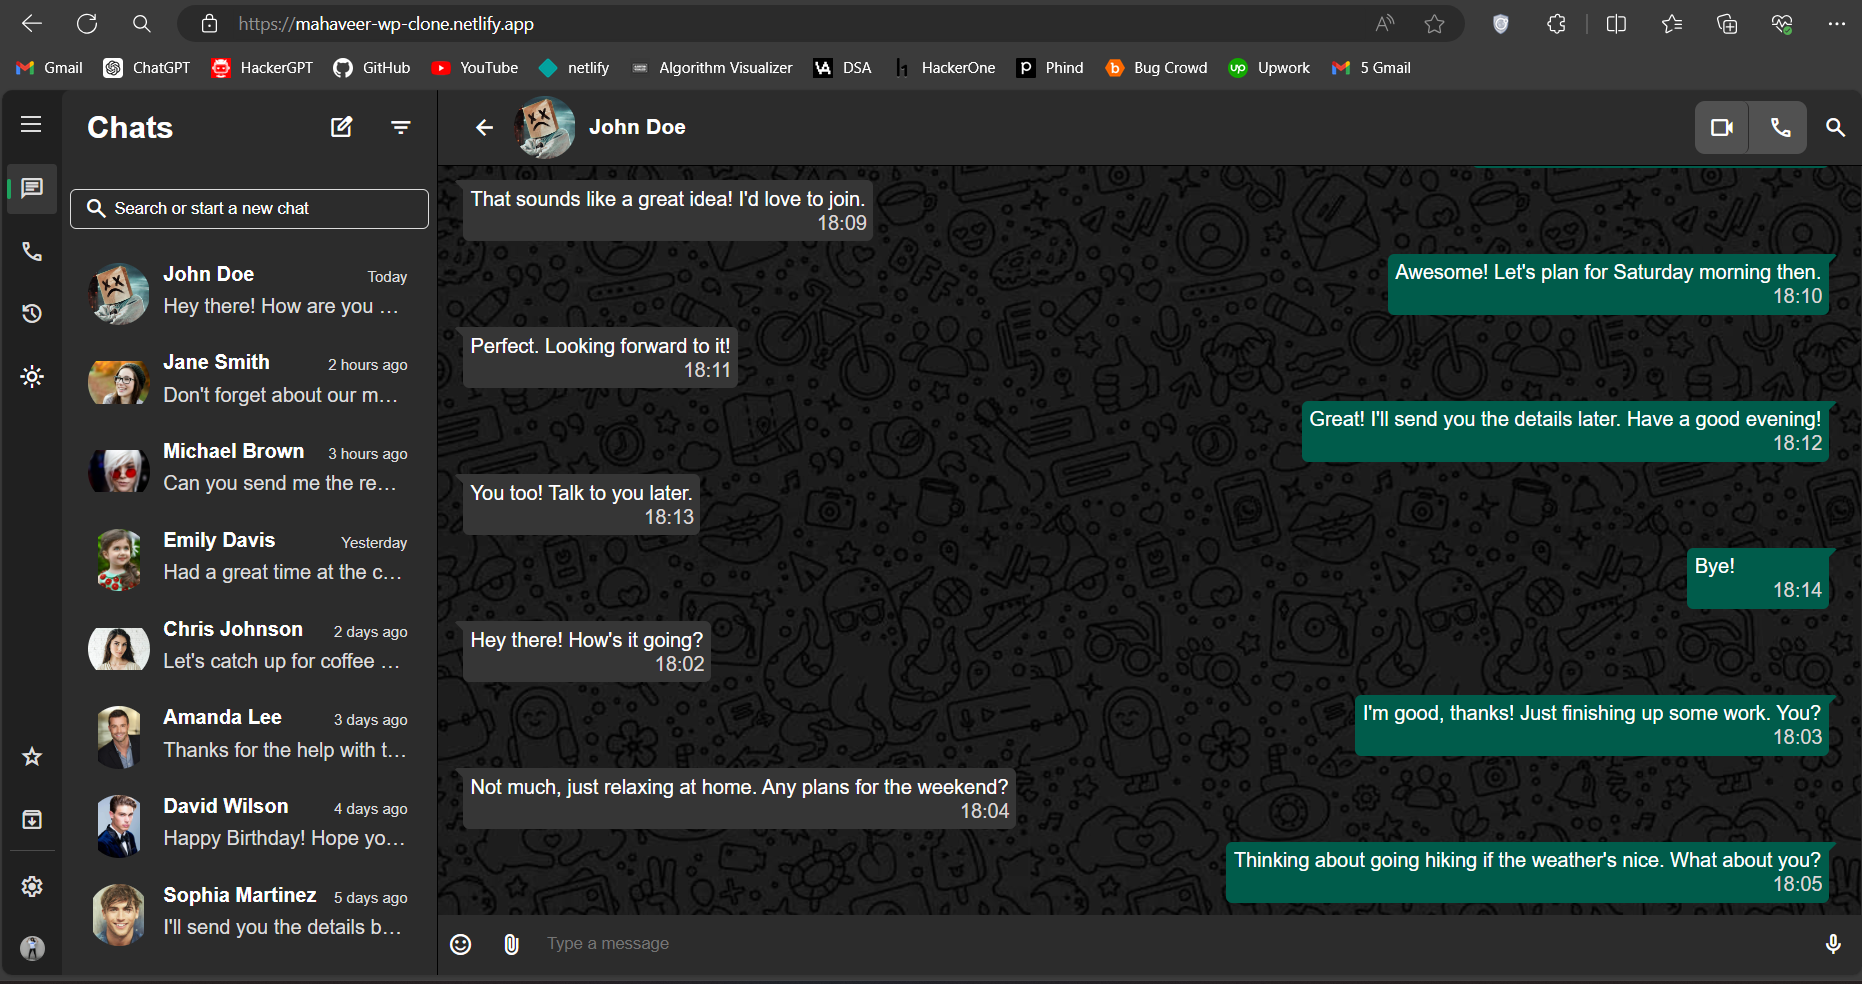 https://mahaveer-wp-clone.netlify.app
Gmail ChatGPT HackerGPT GitHub YouTube netlify Algorithm Visualizer DSA HackerOne Phind Bug Crowd Upwork 5 Gmail
Chats
Search or start a new chat
John Doe Today
Hey there! How are you ...
Jane Smith 2 hours ago
Don't forget about our m...
Michael Brown 3 hours ago
Can you send me the re...
Emily Davis Yesterday
Had a great time at the c...
Chris Johnson 2 days ago
Let's catch up for coffee ...
Amanda Lee 3 days ago
Thanks for the help with t...
David Wilson 4 days ago
Happy Birthday! Hope yo...
Sophia Martinez 5 days ago
I'll send you the details b...
John Doe
That sounds like a great idea! I'd love to join.
18:09
Awesome! Let's plan for Saturday morning then.
18:10
Perfect. Looking forward to it!
18:11
Great! I'll send you the details later. Have a good evening!
18:12
You too! Talk to you later.
18:13
Bye!
18:14
Hey there! How's it going?
18:02
I'm good, thanks! Just finishing up some work. You?
18:03
Not much, just relaxing at home. Any plans for the weekend?
18:04
Thinking about going hiking if the weather's nice. What about you?
18:05
Type a message